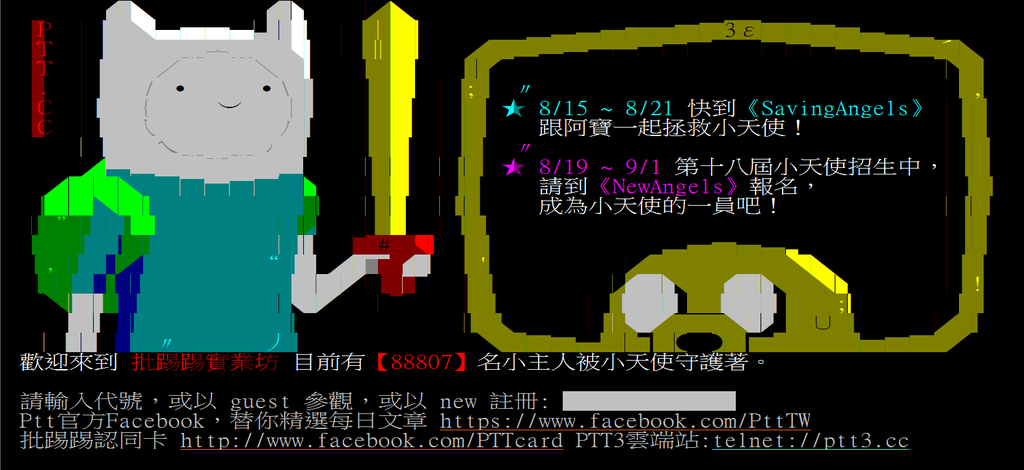 PTT.CC
3 ε
★" 8/15 ~ 8/21 快到《SavingAngels》
跟阿寶一起拯救小天使！
★" 8/19 ~ 9/1 第十八屆小天使招生中，
請到《NewAngels》報名，
成為小天使的一員吧！
#
歡迎來到 批踢踢實業坊 目前有【88807】名小主人被小天使守護著。
請輸入代號，或以 guest 參觀，或以 new 註冊:
Ptt官方Facebook，替你精選每日文章 https://www.facebook.com/PttTW
批踢踢認同卡 http://www.facebook.com/PTTcard PTT3雲端站:telnet://ptt3.cc